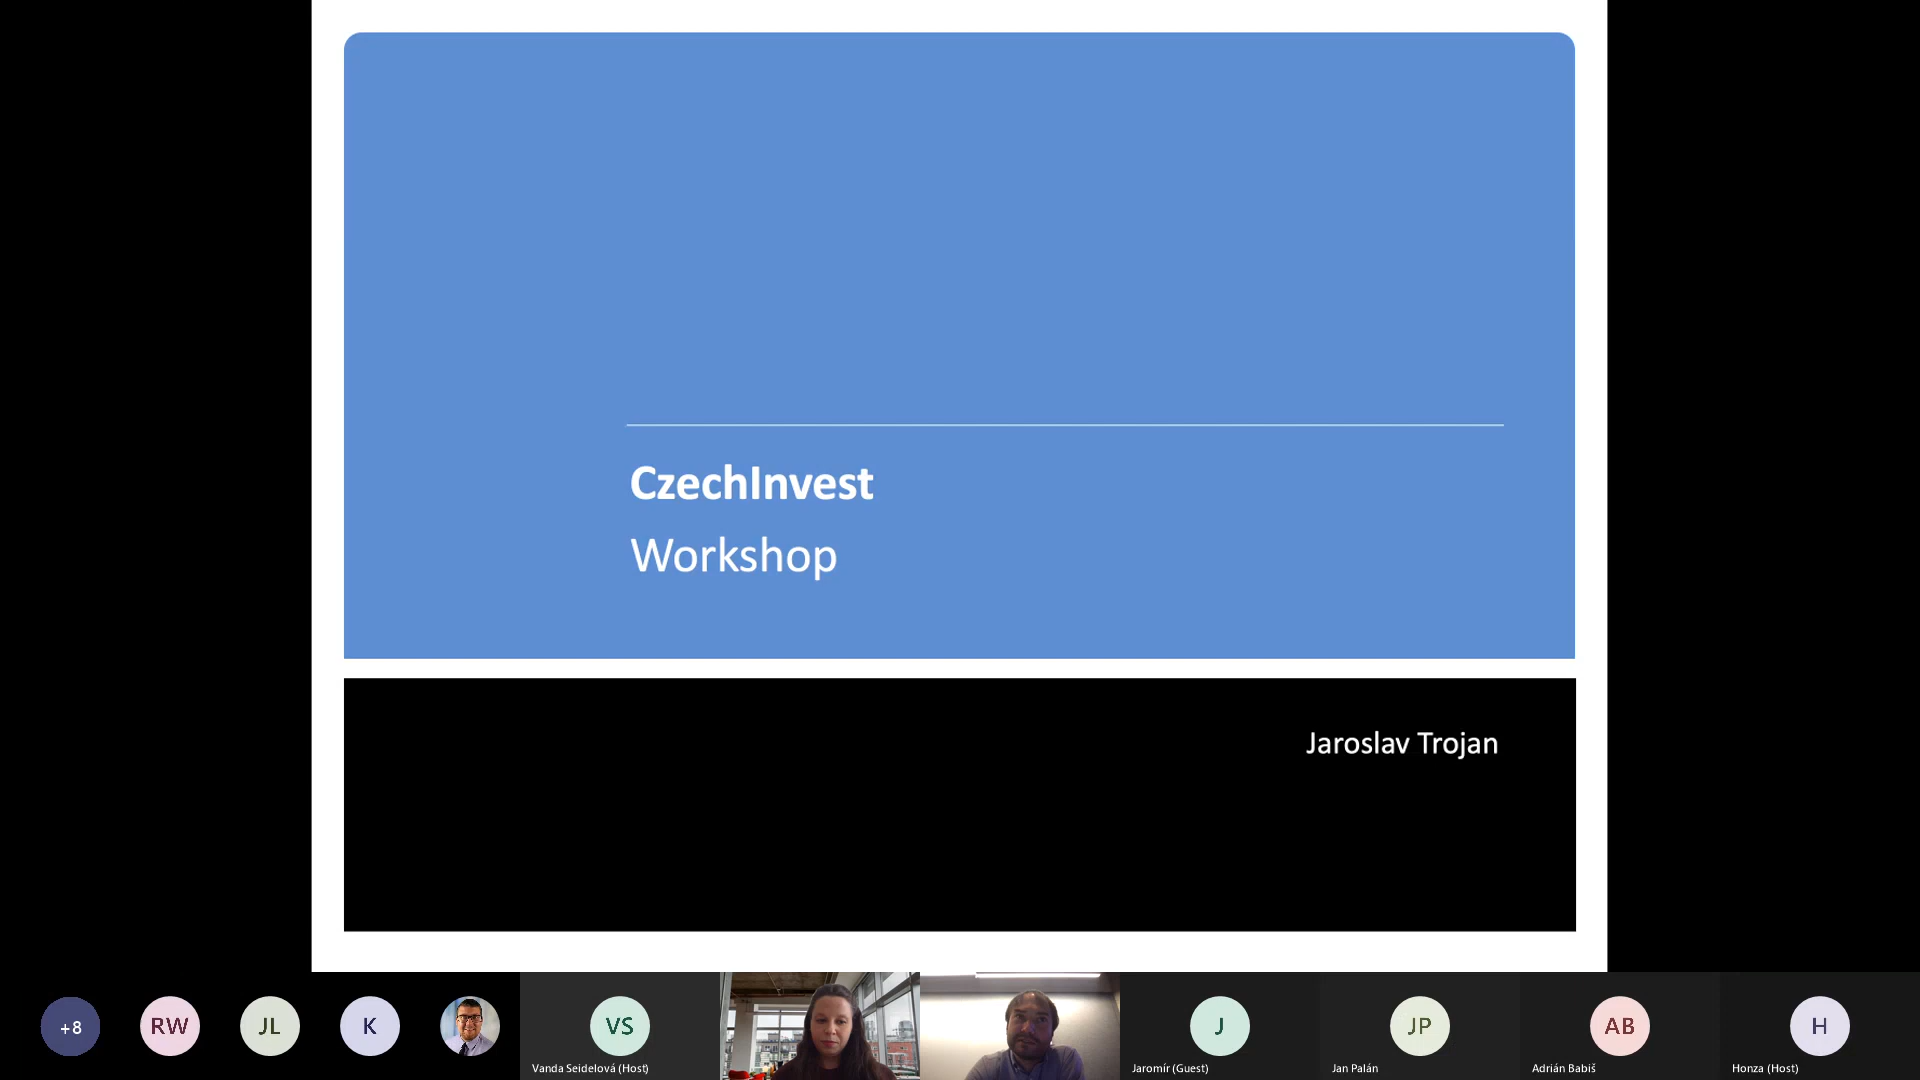 CzechInvest
Workshop
Jaroslav Trojan
+8
RW
JL
K
VS
Vanda Seidelová (Host)
J
Jaromír (Guest)
JP
Jan Palán
AB
Adrián Babiš
H
Honza (Host)